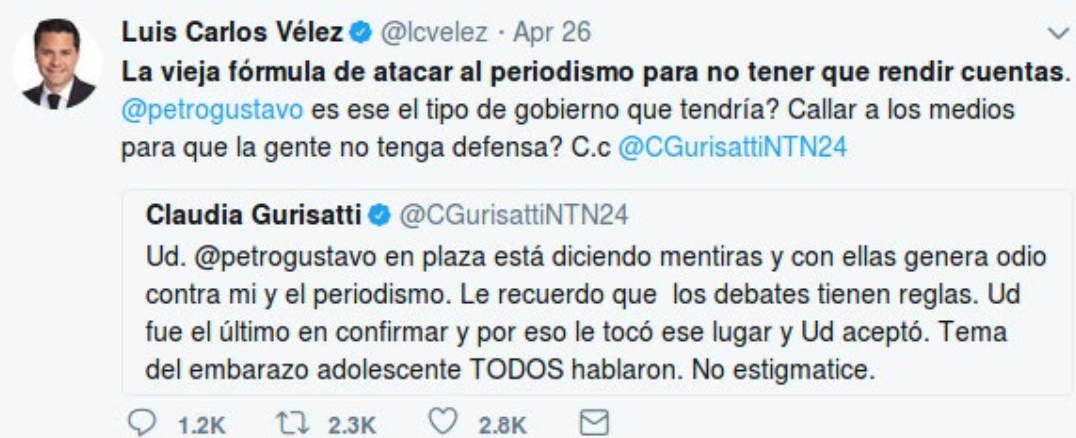 Luis Carlos Vélez @lcvelez · Apr 26
La vieja fórmula de atacar al periodismo para no tener que rendir cuentas.
@petrogustavo es ese el tipo de gobierno que tendría? Callar a los medios
para que la gente no tenga defensa? C.c @CGurisattiNTN24
Claudia Gurisatti @CGurisattiNTN24
Ud. @petrogustavo en plaza está diciendo mentiras y con ellas genera odio
contra mi y el periodismo. Le recuerdo que los debates tienen reglas. Ud
fue el último en confirmar y por eso le tocó ese lugar y Ud aceptó. Tema
del embarazo adolescente TODOS hablaron. No estigmatice.
1.2K 2.3K 2.8K